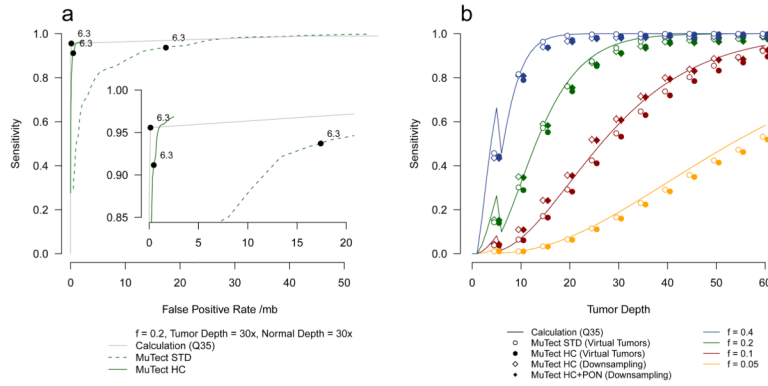 a
1.0
0.8
0.6
0.4
0.2
0.0
Sensitivity
6.3
6.3
6.3
1.00
0.95
0.90
0.85
6.3
6.3
6.3
0
5
10
15
20
0
10
20
30
40
50
False Positive Rate /mb
f = 0.2, Tumor Depth = 30x, Normal Depth = 30x
Calculation (Q35)
MuTect STD
MuTect HC
b
1.0
0.8
0.6
0.4
0.2
0.0
Sensitivity
0
10
20
30
40
50
60
Tumor Depth
Calculation (Q35)
MuTect STD (Virtual Tumors)
MuTect HC (Virtual Tumors)
MuTect HC (Downsampling)
MuTect HC+PON (Downsampling)
f = 0.4
f = 0.2
f = 0.1
f = 0.05